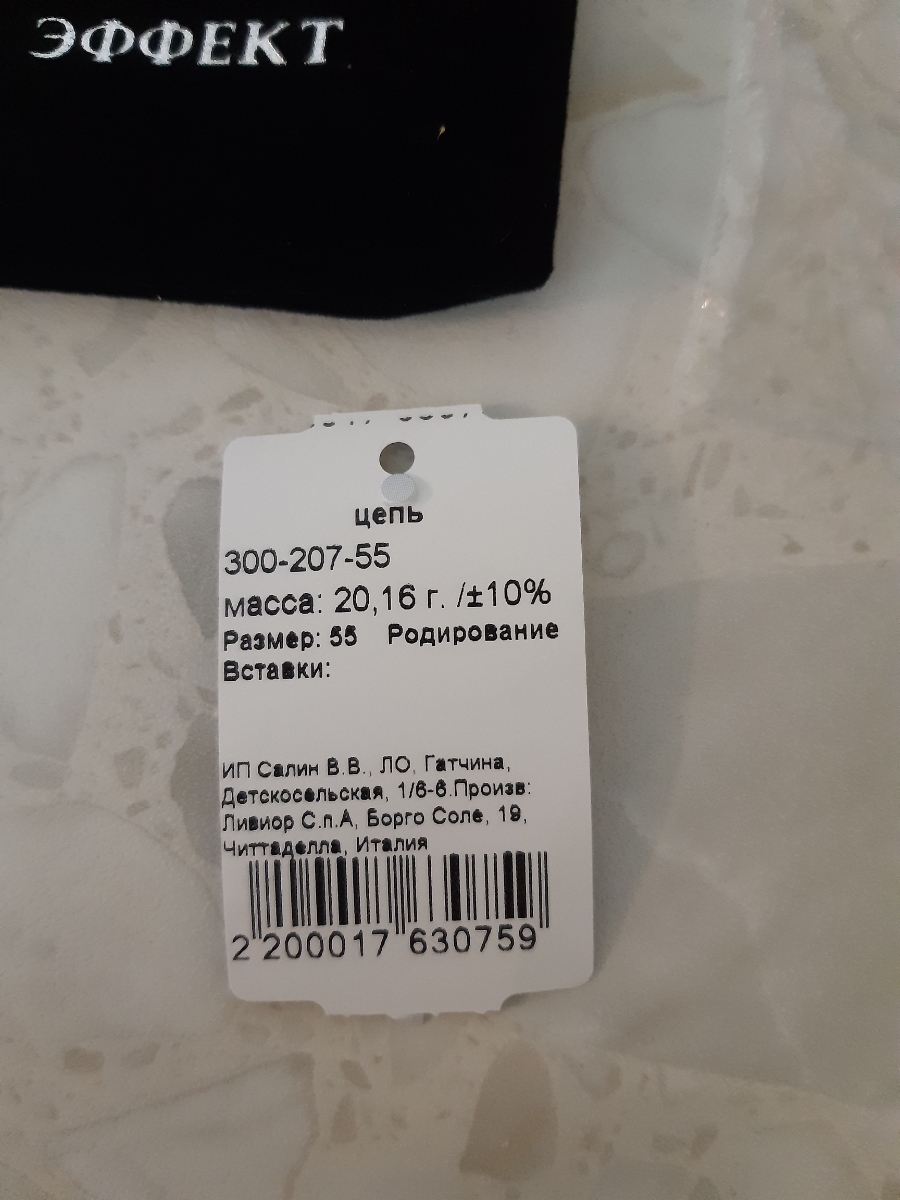 ЭФФЕКТ
цепь
300-207-55
масса: 20,16 г. /±10%
Размер: 55 Родирование
Вставки:
ИП Салин В.В., ЛО, Гатчина,
Детскосельская, 1/6-6.Произв:
Ливиор С.п.А, Борго Соле, 19,
Читтаделла, Италия
2 200017 630759